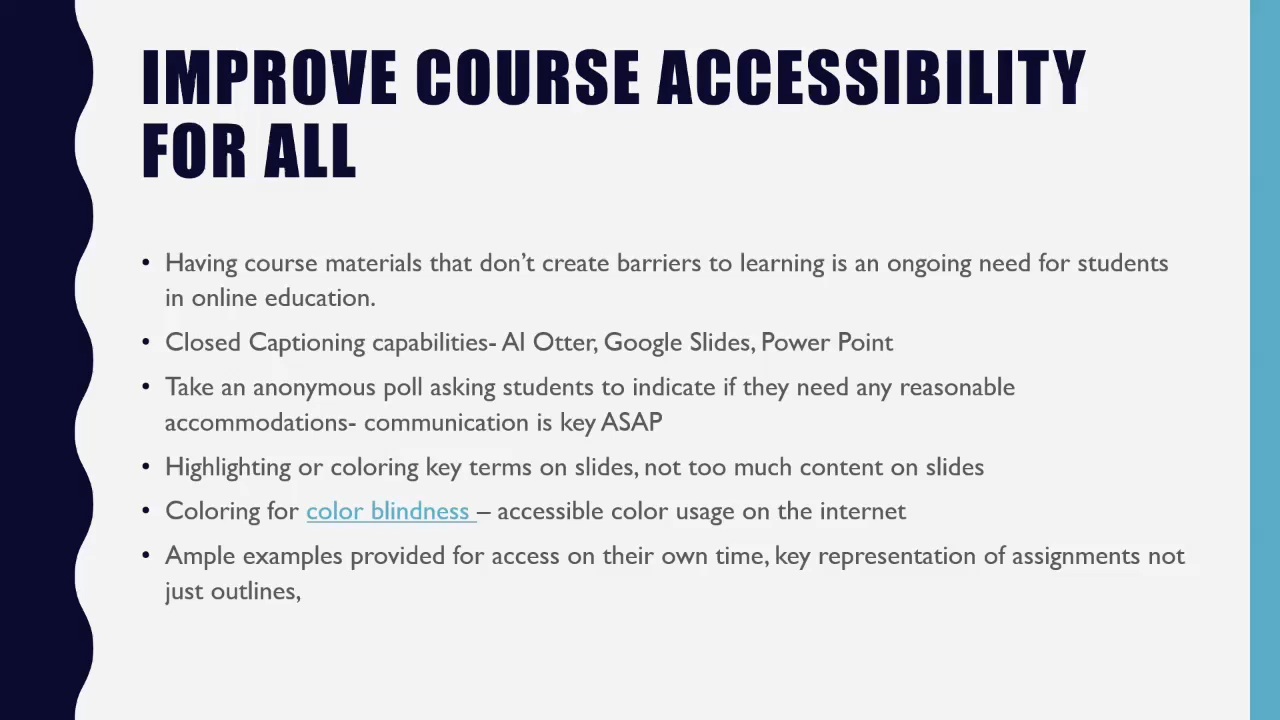 IMPROVE COURSE ACCESSIBILITY
FOR ALL
• Having course materials that don't create barriers to learning is an ongoing need for students
in online education.
• Closed Captioning capabilities- AI Otter, Google Slides, Power Point
• Take an anonymous poll asking students to indicate if they need any reasonable
accommodations- communication is key ASAP
• Highlighting or coloring key terms on slides, not too much content on slides
• Coloring for color blindness – accessible color usage on the internet
• Ample examples provided for access on their own time, key representation of assignments not
just outlines,